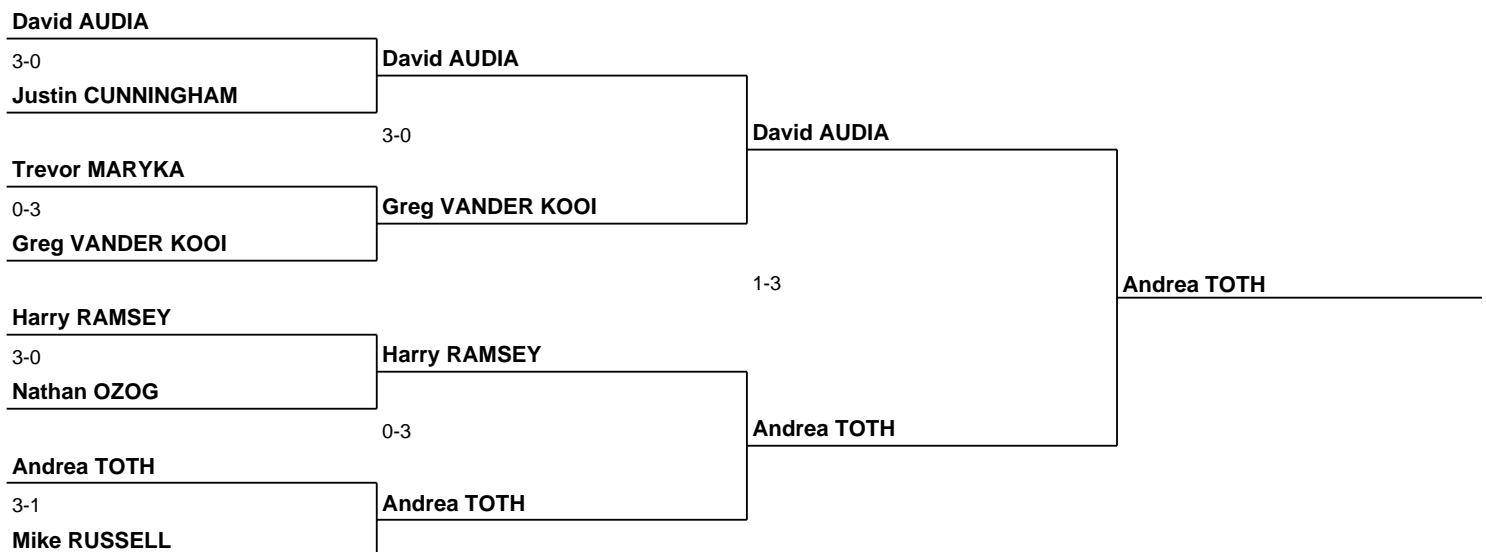 David AUDIA
3-0
David AUDIA
Justin CUNNINGHAM
3-0
David AUDIA
Trevor MARYKA
0-3
Greg VANDER KOOI
Greg VANDER KOOI
1-3
Andrea TOTH
Harry RAMSEY
3-0
Harry RAMSEY
Nathan OZOG
0-3
Andrea TOTH
Andrea TOTH
3-1
Andrea TOTH
Mike RUSSELL